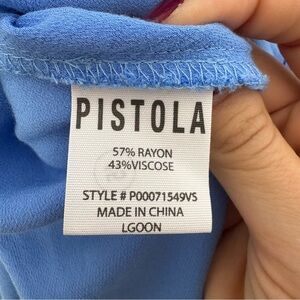 PISTOLA
57% RAYON
43%VISCOSE
STYLE # P00071549VS
MADE IN CHINA
LGOON